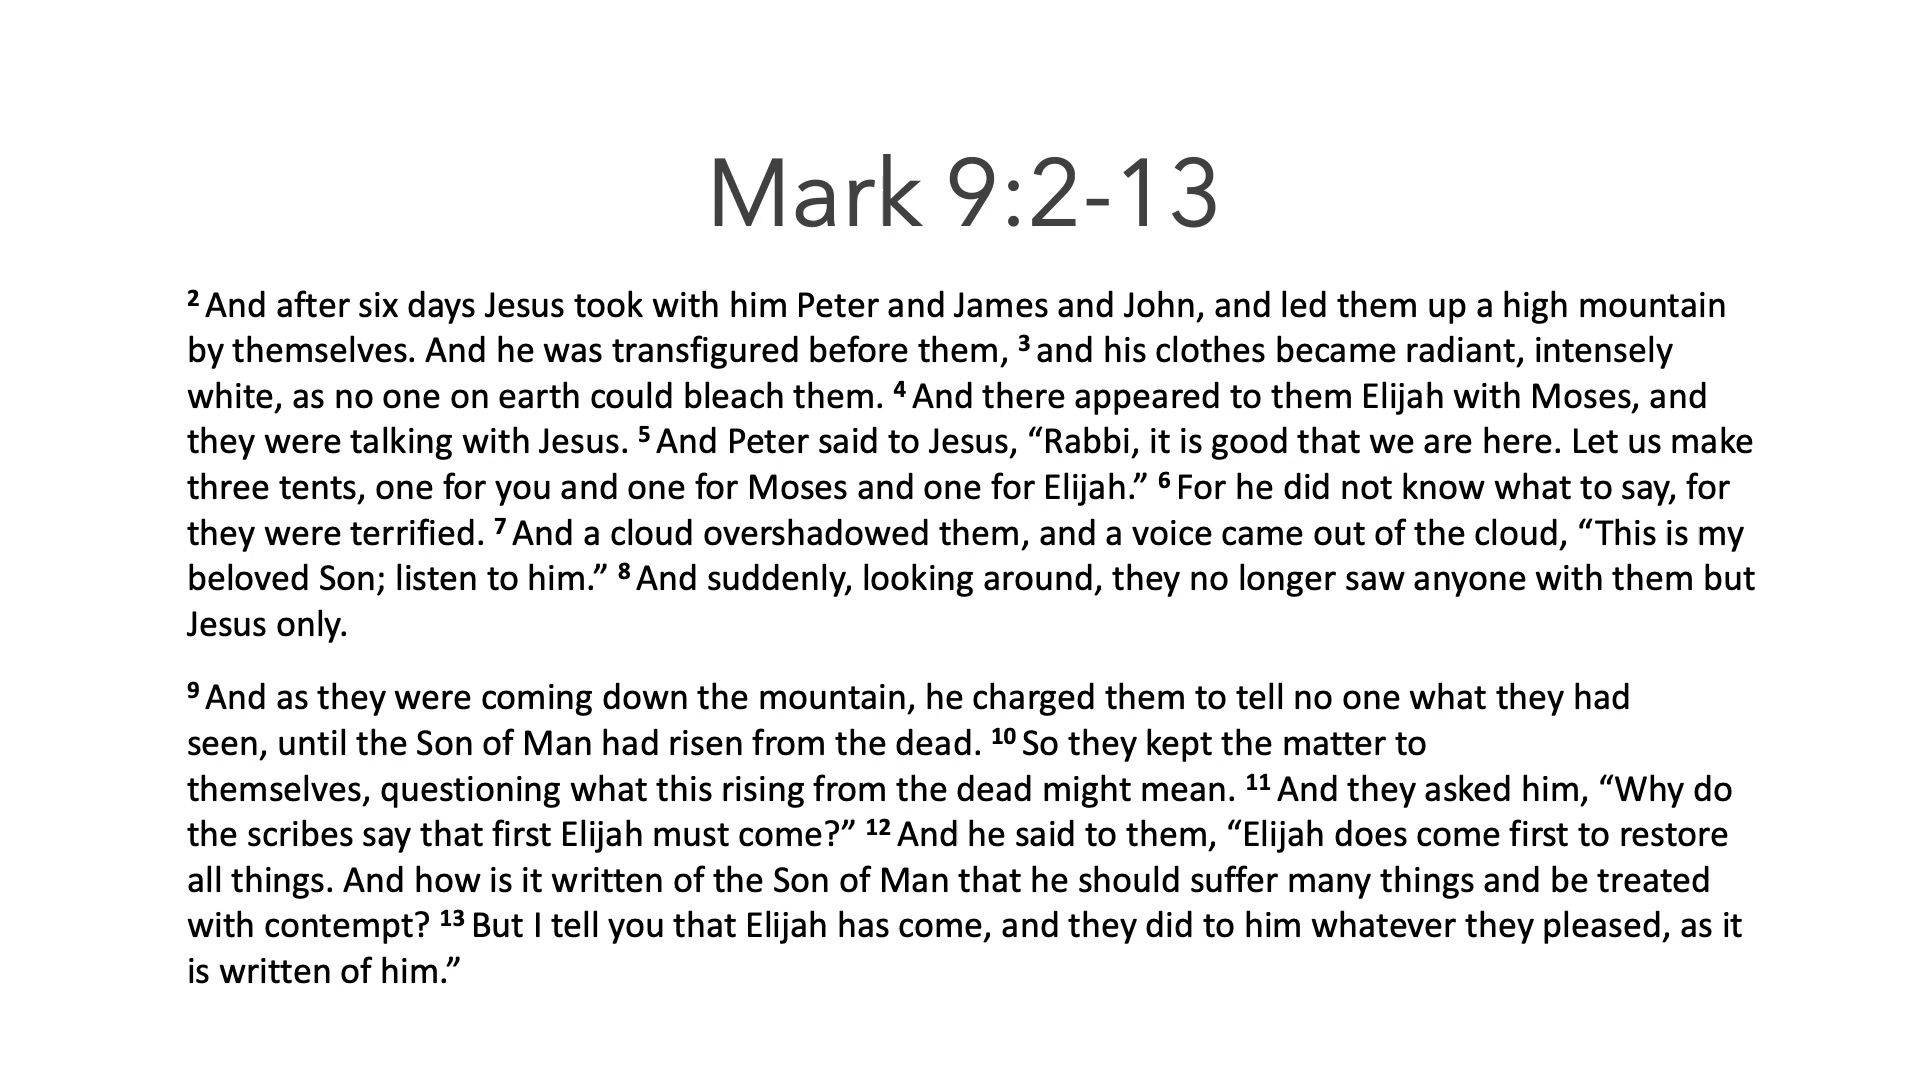 Mark 9:2-13
2 And after six days Jesus took with him Peter and James and John, and led them up a high mountain
by themselves. And he was transfigured before them, 3 and his clothes became radiant, intensely
white, as no one on earth could bleach them. 4 And there appeared to them Elijah with Moses, and
they were talking with Jesus. 5 And Peter said to Jesus, “Rabbi, it is good that we are here. Let us make
three tents, one for you and one for Moses and one for Elijah.” 6 For he did not know what to say, for
they were terrified. 7 And a cloud overshadowed them, and a voice came out of the cloud, “This is my
beloved Son; listen to him.” 8 And suddenly, looking around, they no longer saw anyone with them but
Jesus only.
9 And as they were coming down the mountain, he charged them to tell no one what they had
seen, until the Son of Man had risen from the dead. 10 So they kept the matter to
themselves, questioning what this rising from the dead might mean. 11 And they asked him, “Why do
the scribes say that first Elijah must come?” 12 And he said to them, “Elijah does come first to restore
all things. And how is it written of the Son of Man that he should suffer many things and be treated
with contempt? 13 But I tell you that Elijah has come, and they did to him whatever they pleased, as it
is written of him.”